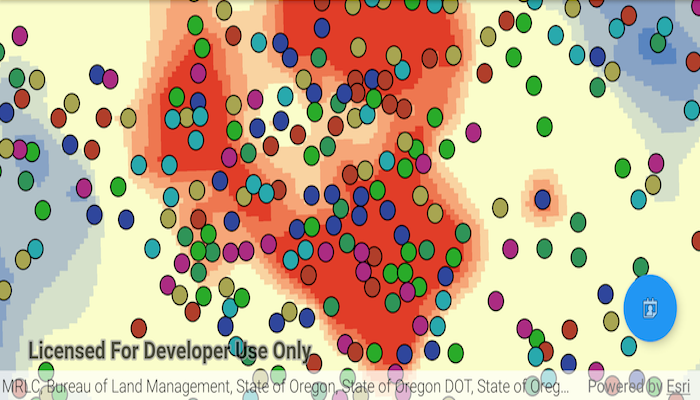 Licensed For Developer Use Only
MRLC, Bureau of Land Management, State of Oregon, State of Oregon DOT, State of Oreg... Powered by Esri